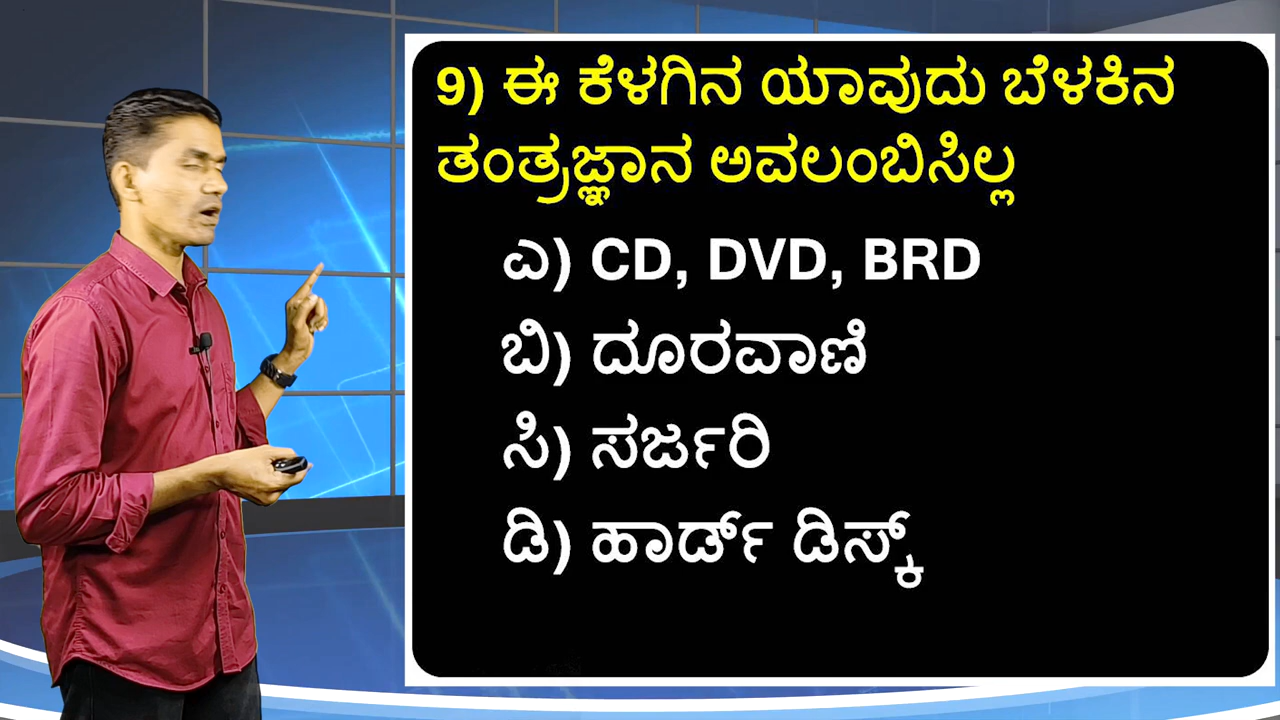 9) ಈ ಕೆಳಗಿನ ಯಾವುದು ಬೆಳಕಿನ
ತಂತ್ರಜ್ಞಾನ ಅವಲಂಬಿಸಿಲ್ಲ
ಎ) CD, DVD, BRD
ಬಿ) ದೂರವಾಣಿ
ಸಿ) ಸರ್ಜರಿ
ಡಿ) ಹಾರ್ಡ್ ಡಿಸ್ಕ್